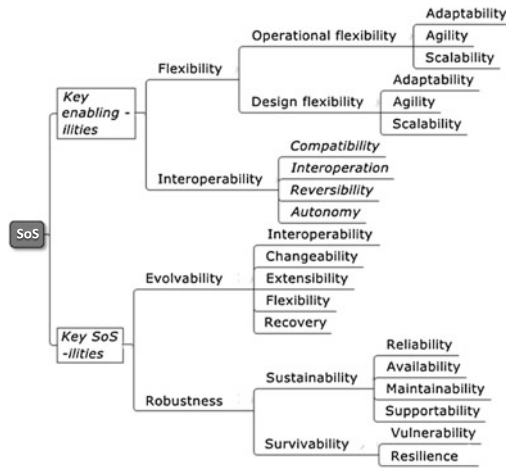 SoS
Key
enabling -
ilities
Flexibility
Operational flexibility
Adaptability
Agility
Scalability
Design flexibility
Adaptability
Agility
Scalability
Interoperability
Compatibility
Interoperation
Reversibility
Autonomy
Key SoS
-ilities
Evolvability
Interoperability
Changeability
Extensibility
Flexibility
Recovery
Robustness
Sustainability
Reliability
Availability
Maintainability
Supportability
Survivability
Vulnerability
Resilience